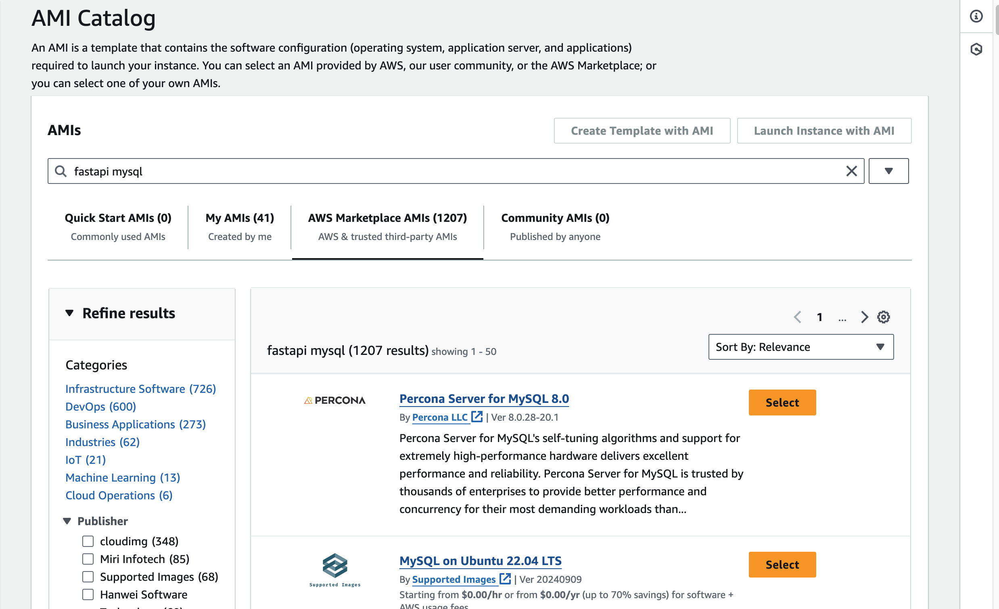 AMI Catalog
An AMI is a template that contains the software configuration (operating system, application server, and applications)
required to launch your instance. You can select an AMI provided by AWS, our user community, or the AWS Marketplace; or
you can select one of your own AMIs.
AMIs
Create Template with AMI
Launch Instance with AMI
fastapi mysql
Quick Start AMIs (0)
Commonly used AMIs
My AMIs (41)
Created by me
AWS Marketplace AMIs (1207)
AWS & trusted third-party AMIs
Community AMIs (0)
Published by anyone
Refine results
Categories
Infrastructure Software (726)
DevOps (600)
Business Applications (273)
Industries (62)
IoT (21)
Machine Learning (13)
Cloud Operations (6)
Publisher
cloudimg (348)
Miri Infotech (85)
Supported Images (68)
Hanwei Software
1 ...
fastapi mysql (1207 results) showing 1 - 50
Sort By: Relevance
PERCONA
Percona Server for MySQL 8.0
Select
By Percona LLC | Ver 8.0.28-20.1
Percona Server for MySQL's self-tuning algorithms and support for
extremely high-performance hardware delivers excellent
performance and reliability. Percona Server for MySQL is trusted by
thousands of enterprises to provide better performance and
concurrency for their most demanding workloads than...
Supported Images
MySQL on Ubuntu 22.04 LTS
Select
By Supported Images | Ver 20240909
Starting from $0.00/hr or from $0.00/yr (up to 70% savings) for software +
AWS usage fees